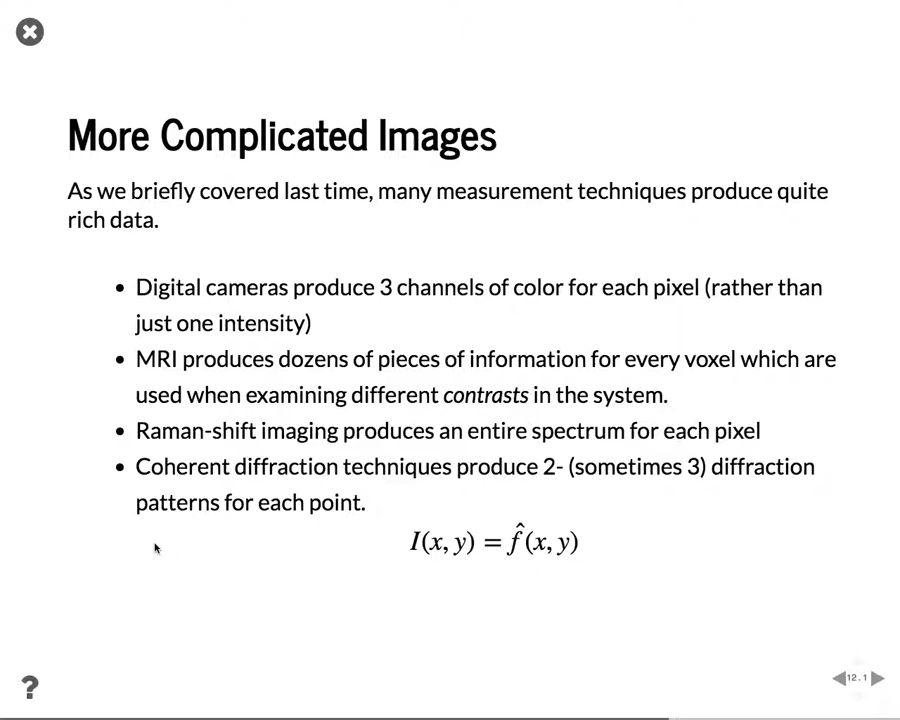 More Complicated Images
As we briefly covered last time, many measurement techniques produce quite
rich data.
• Digital cameras produce 3 channels of color for each pixel (rather than
just one intensity)
• MRI produces dozens of pieces of information for every voxel which are
used when examining different contrasts in the system.
• Raman-shift imaging produces an entire spectrum for each pixel
• Coherent diffraction techniques produce 2- (sometimes 3) diffraction
patterns for each point.
I(x, y) = f̂(x, y)
?
12.1